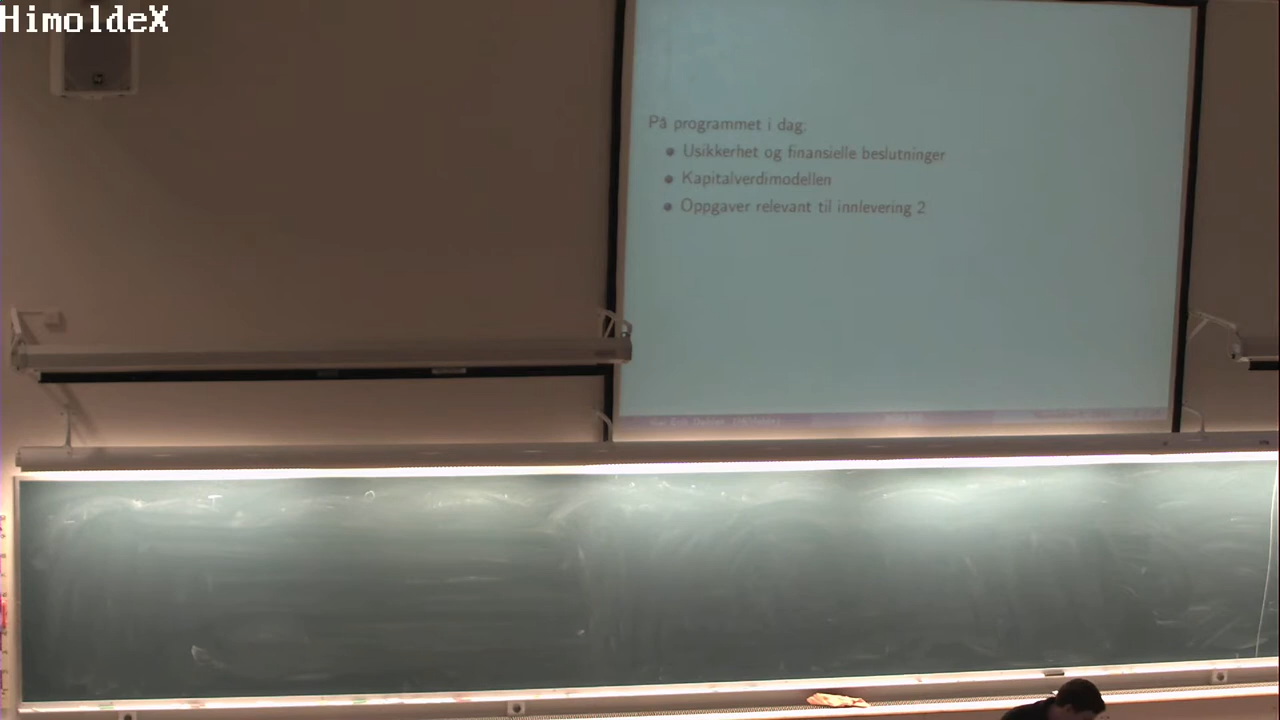 HimoldeX
På programmet i dag:
Usikkerhet og finansielle beslutninger
Kapitalverdimodellen
Oppgaver relevant til innlevering 2